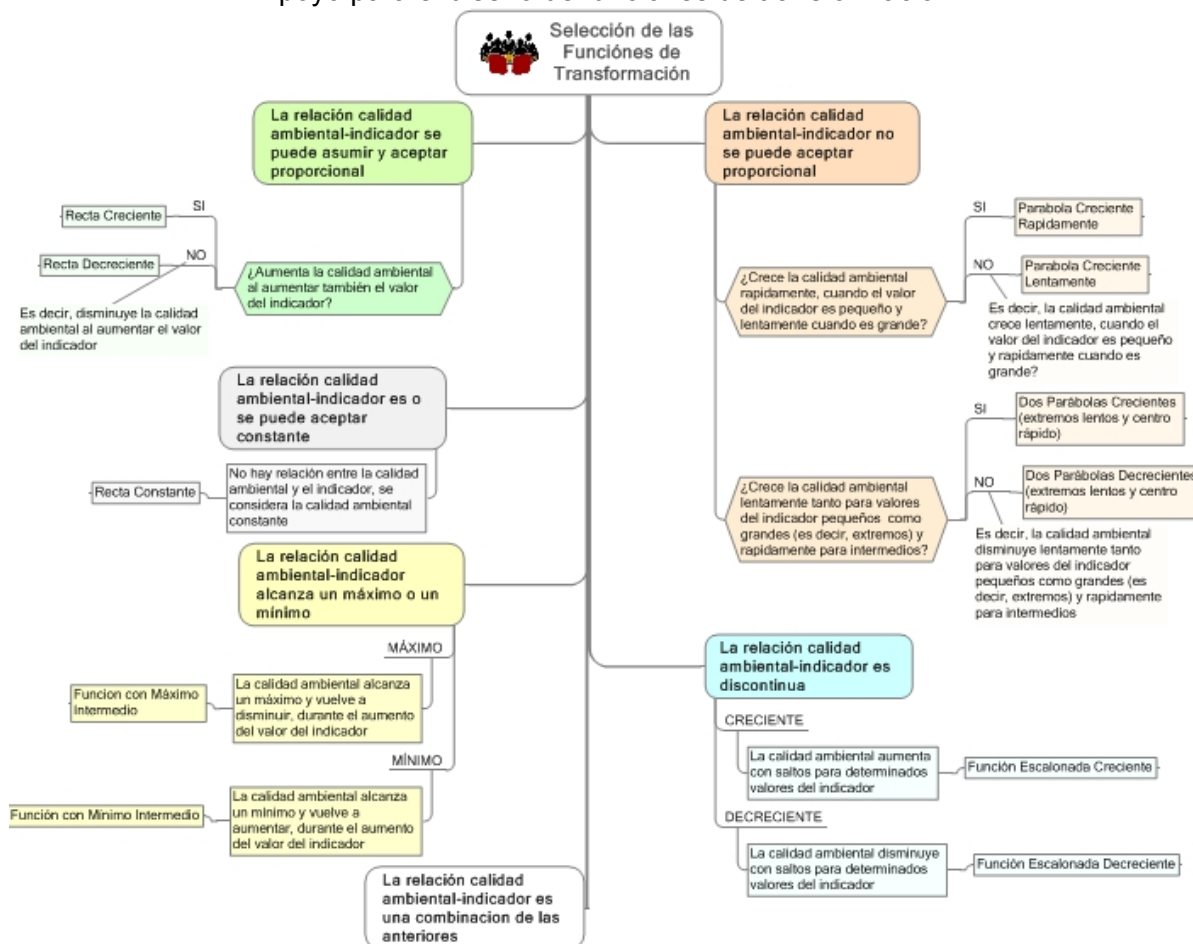 Selección de las
Funciónes de
Transformación
La relación calidad
ambiental-indicador se
puede asumir y aceptar
proporcional
SI
Recta Creciente
NO
Recta Decreciente
¿Aumenta la calidad ambiental
al aumentar también el valor
del indicador?
Es decir, disminuye la calidad
ambiental al aumentar el valor
del indicador
La relación calidad
ambiental-indicador es o
se puede aceptar
constante
No hay relación entre la calidad
ambiental y el indicador, se
considera la calidad ambiental
constante
Recta Constante
La relación calidad
ambiental-indicador
alcanza un máximo o un
mínimo
MÁXIMO
La calidad ambiental alcanza
un máximo y vuelve a
disminuir, durante el aumento
del valor del indicador
Funcion con Máximo
Intermedio
MÍNIMO
La calidad ambiental alcanza
un mínimo y vuelve a
aumentar, durante el aumento
del valor del indicador
Función con Mínimo Intermedio
La relación calidad
ambiental-indicador es
una combinacion de las
anteriores
La relación calidad
ambiental-indicador no
se puede aceptar
proporcional
¿Crece la calidad ambiental
rapidamente, cuando el valor
del indicador es pequeño y
lentamente cuando es grande?
SI
Parabola Creciente
Rapidamente
NO
Parabola Creciente
Lentamente
Es decir, la calidad ambiental
crece lentamente, cuando el
valor del indicador es pequeño
y rapidamente cuando es
grande?
¿Crece la calidad ambiental
lentamente tanto para valores
del indicador pequeños como
grandes (es decir, extremos) y
rapidamente para intermedios?
SI
Dos Parábolas Crecientes
(extremos lentos y centro
rápido)
NO
Dos Parábolas Decrecientes
(extremos lentos y centro
rápido)
Es decir, la calidad ambiental
disminuye lentamente tanto
para valores del indicador
pequeños como grandes (es
decir, extremos) y rapidamente
para intermedios
La relación calidad
ambiental-indicador es
discontinua
CRECIENTE
La calidad ambiental aumenta
con saltos para determinados
valores del indicador
Función Escalonada Creciente
DECRECIENTE
La calidad ambiental disminuye
con saltos para determinados
valores del indicador
Función Escalonada Decreciente